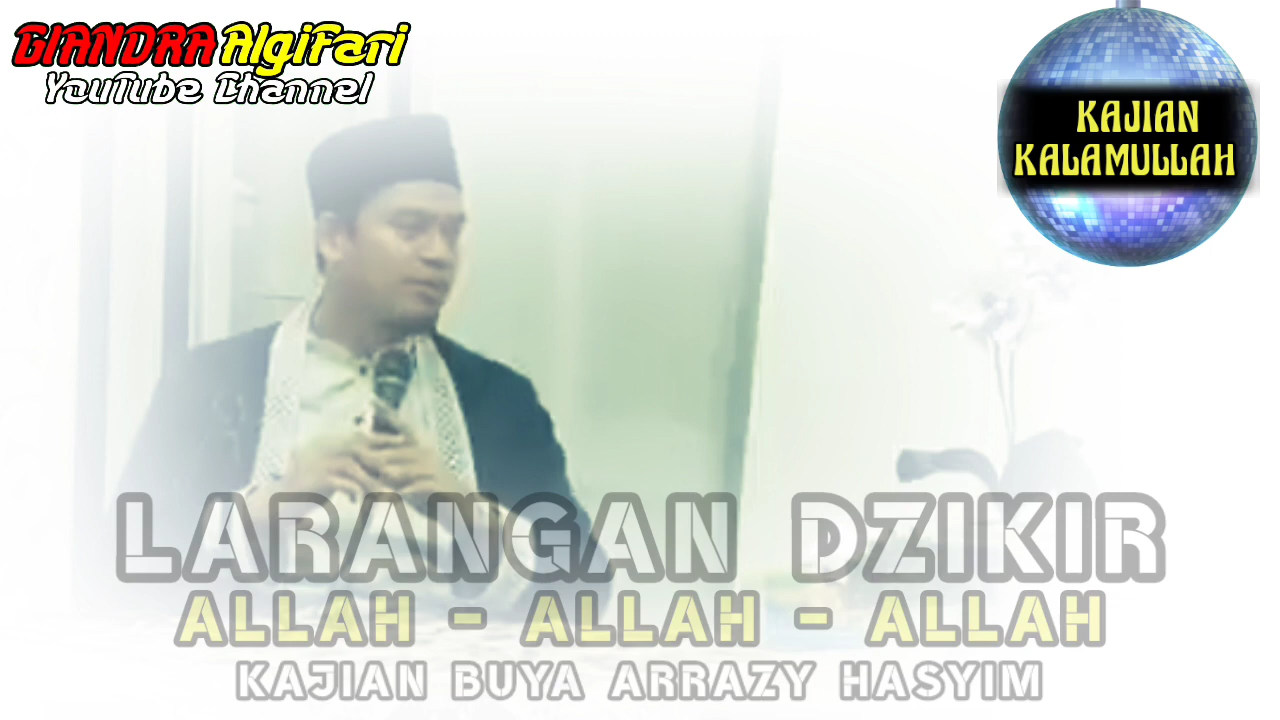 GIANDRA AlgiFari
YouTube Channel
KAJIAN
KALAMULLAH
LARANGAN DZIKIR
ALLAH - ALLAH - ALLAH
KAJIAN BUYA ARRAZY HASYIM